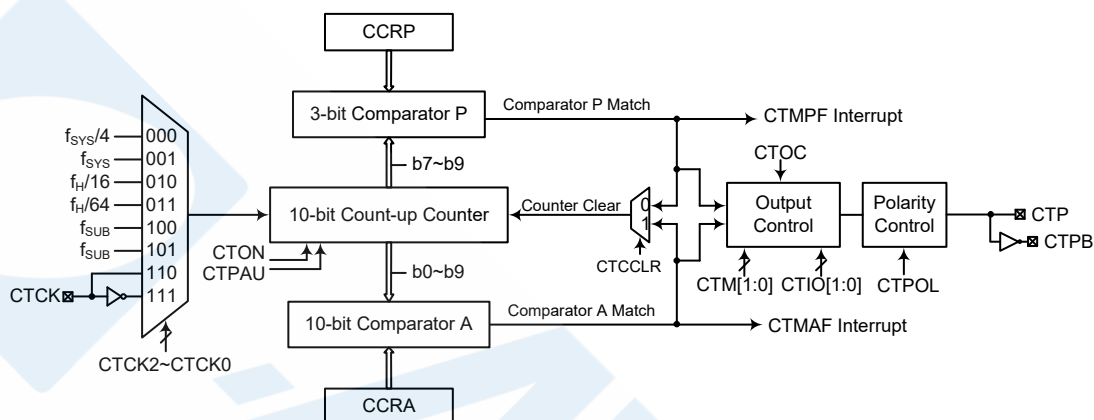 CCRP
3-bit Comparator P
Comparator P Match
CTMPF Interrupt
b7~b9
CTOC
fSYS/4
000
fSYS
001
fH/16
010
fH/64
011
fSUB
100
fSUB
101
110
CTCK
111
CTCK2~CTCK0
10-bit Count-up Counter
CTON
CTPAU
Counter Clear
0
1
CTCCLR
Output
Control
Polarity
Control
CTP
CTPB
CTM[1:0]
CTIO[1:0]
CTPOL
b0~b9
10-bit Comparator A
Comparator A Match
CTMAF Interrupt
CCRA